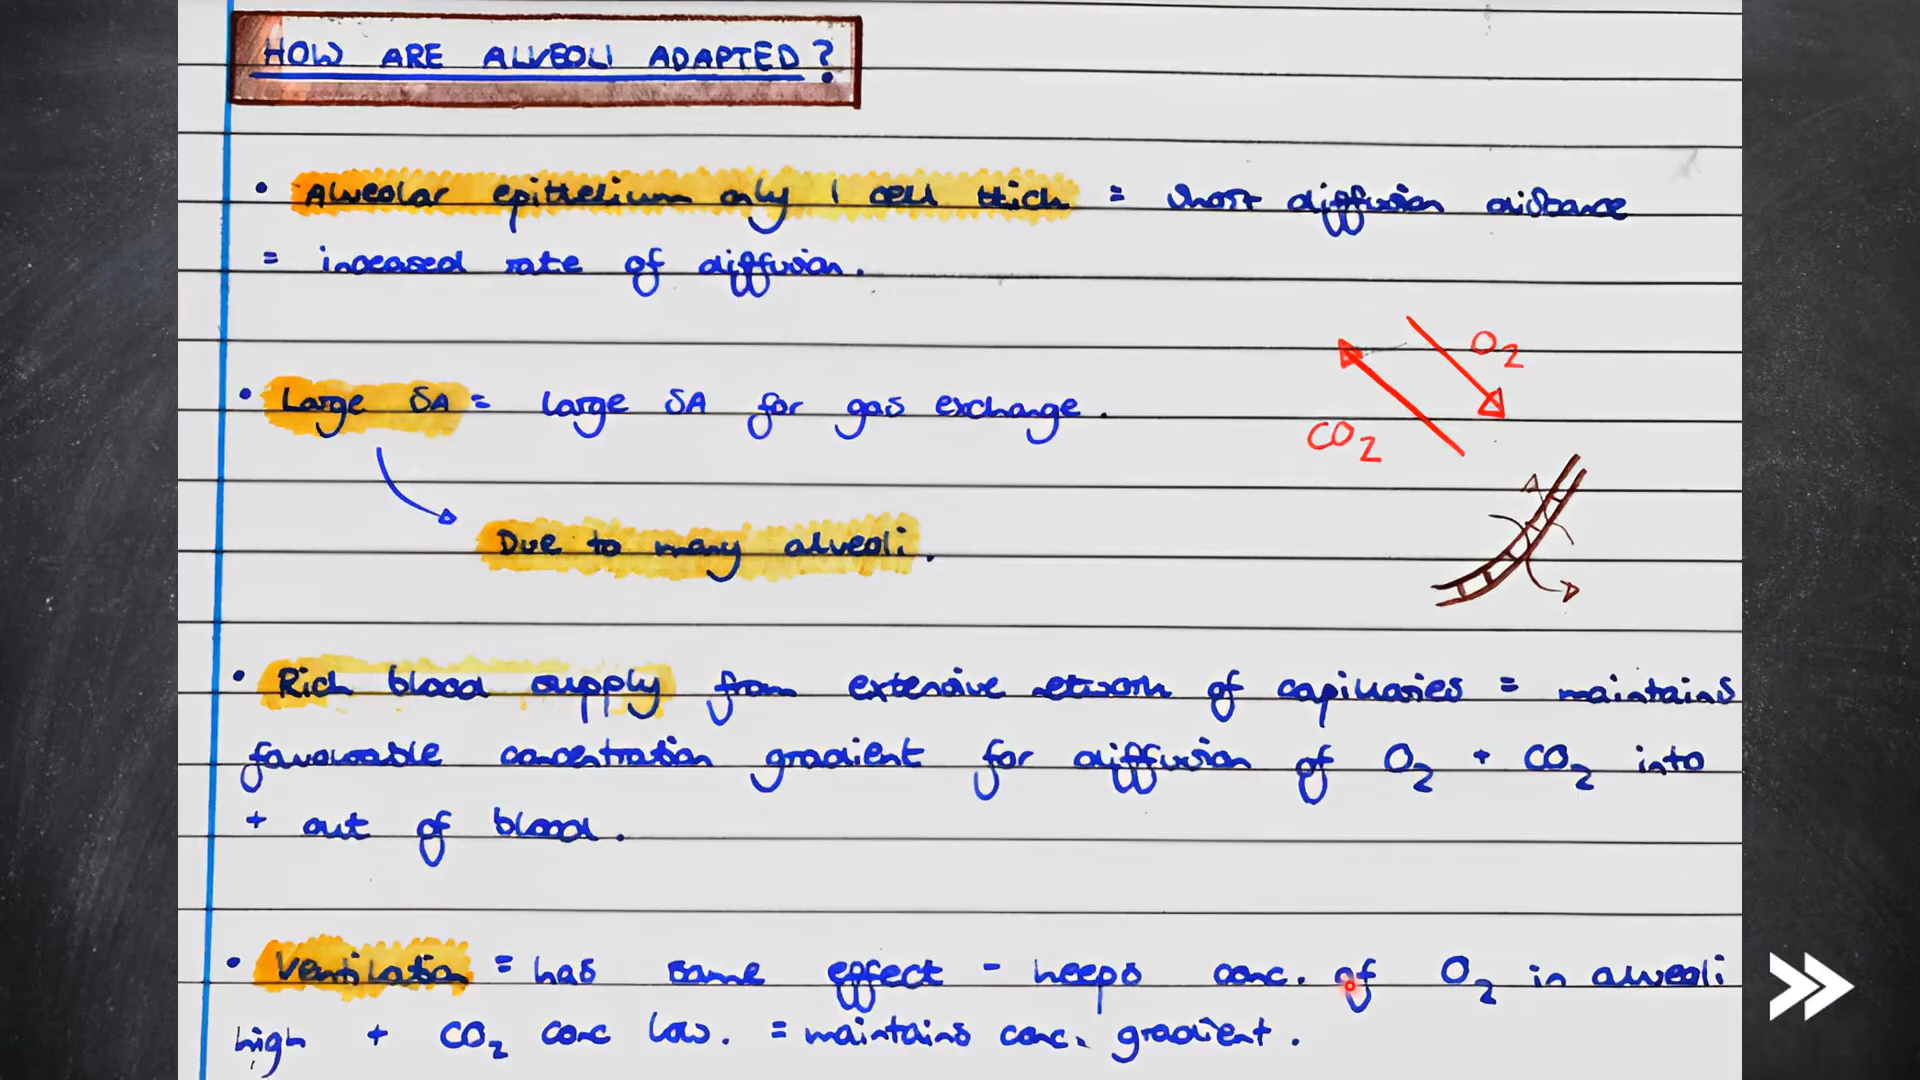 HOW ARE ALVEOLI ADAPTED?
• Alveolar epithelium only 1 cell thick = short diffusion distance
= increased rate of diffusion.
• Large SA = large SA for gas exchange.
O2
CO2
Due to many alveoli.
• Rich blood supply from extensive network of capillaries = maintains
favourable concentration gradient for diffusion of O2 + CO2 into
+ out of blood.
• Ventilation = has same effect - keeps conc. of O2 in alveoli
high + CO2 conc low. = maintains conc. gradient.